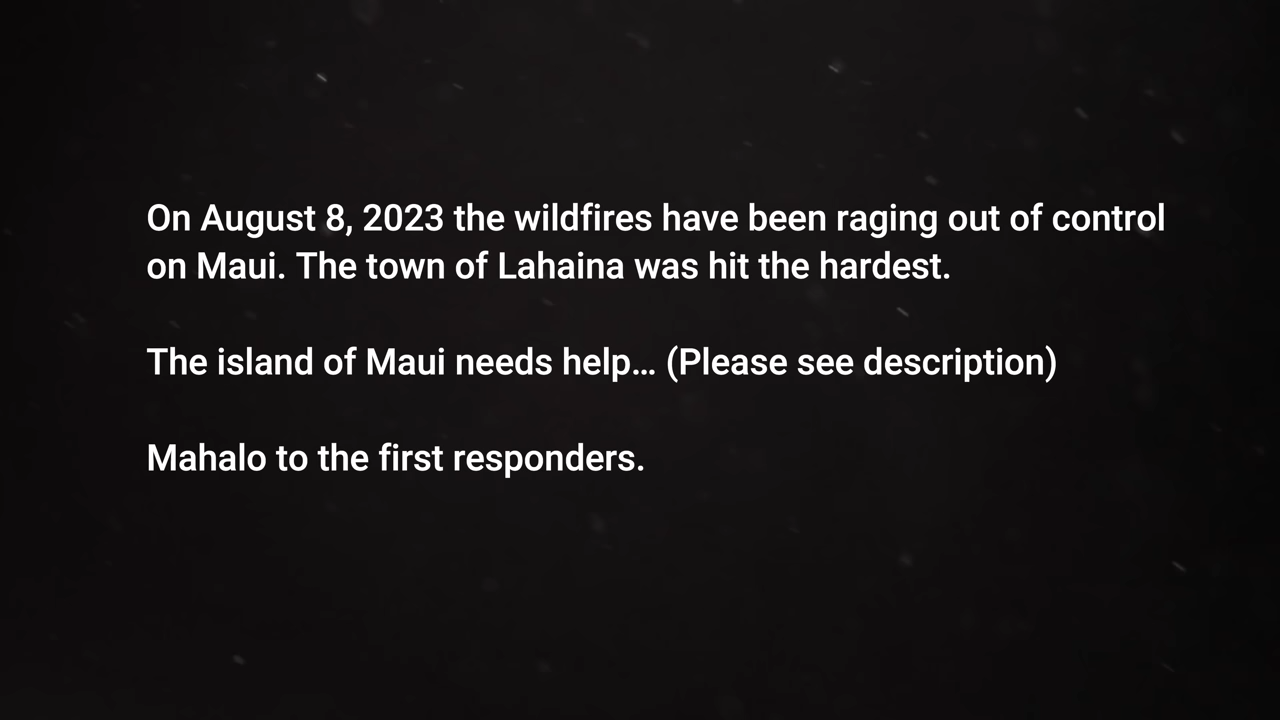 On August 8, 2023 the wildfires have been raging out of control
on Maui. The town of Lahaina was hit the hardest.
The island of Maui needs help... (Please see description)
Mahalo to the first responders.